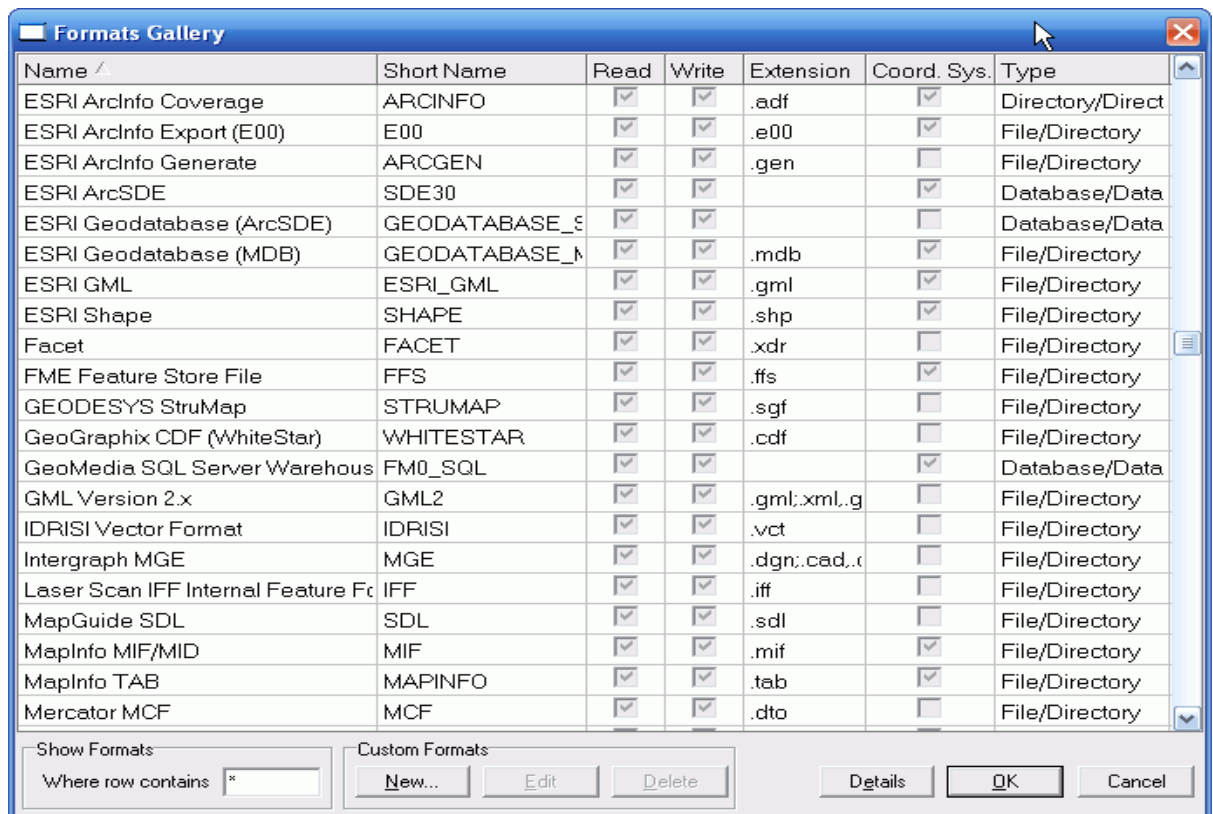 Formats Gallery
Name Short Name Read Write Extension Coord. Sys. Type
ESRI ArcInfo Coverage ARCINFO .adf Directory/Direct
ESRI ArcInfo Export (E00) E00 .e00 File/Directory
ESRI ArcInfo Generate ARCGEN .gen File/Directory
ESRI ArcSDE SDE30 Database/Data
ESRI Geodatabase (ArcSDE) GEODATABASE_S Database/Data
ESRI Geodatabase (MDB) GEODATABASE_M .mdb File/Directory
ESRI GML ESRI_GML .gml File/Directory
ESRI Shape SHAPE .shp File/Directory
Facet FACET .xdr File/Directory
FME Feature Store File FFS .ffs File/Directory
GEODESYS StruMap STRUMAP .sgf File/Directory
GeoGraphix CDF (WhiteStar) WHITESTAR .cdf File/Directory
GeoMedia SQL Server Warehous FM0_SQL Database/Data
GML Version 2.x GML2 .gml;.xml,.g File/Directory
IDRISI Vector Format IDRISI .vct File/Directory
Intergraph MGE MGE .dgn;.cad,.c File/Directory
Laser Scan IFF Internal Feature Fo IFF .iff File/Directory
MapGuide SDL SDL .sdl File/Directory
MapInfo MIF/MID MIF .mif File/Directory
MapInfo TAB MAPINFO .tab File/Directory
Mercator MCF MCF .dto File/Directory
Show Formats Custom Formats
Where row contains * New... Edit Delete Details OK Cancel